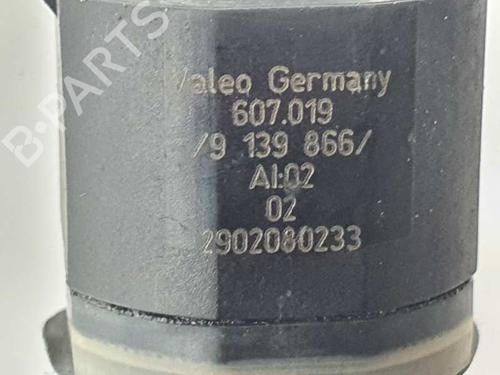 B-PARTS
Valeo Germany
607.019
/9 139 866/
AI:02
02
2902080233